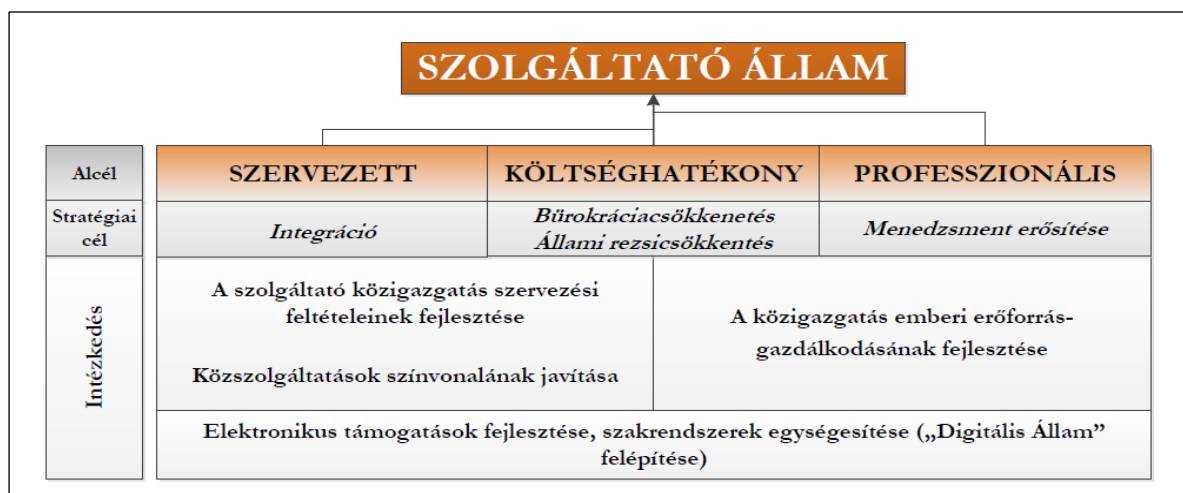 SZOLGÁLTATÓ ÁLLAM
Alcél
SZERVEZETT
KÖLTSÉGHATÉKONY
PROFESSZIONÁLIS
Stratégiai
cél
Integráció
Bürokráciacsökkenetés
Állami rezsicsökkentés
Menedzsment erősítése
Intézkedés
A szolgáltató közigazgatás szervezési
feltételeinek fejlesztése
Közszolgáltatások színvonalának javítása
A közigazgatás emberi erőforrás-
gazdálkodásának fejlesztése
Elektronikus támogatások fejlesztése, szakrendszerek egységesítése („Digitális Állam”
felépítése)